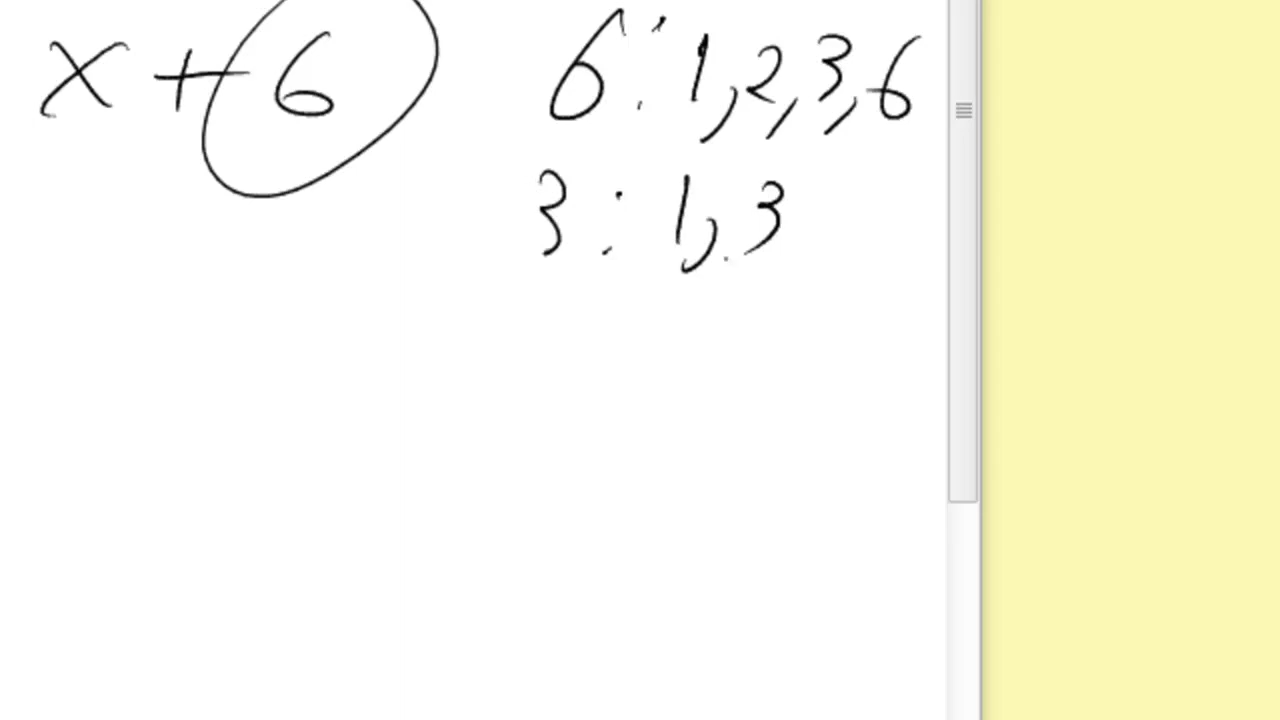 x + 6 6: 1, 2, 3, 6
3: 1, 3